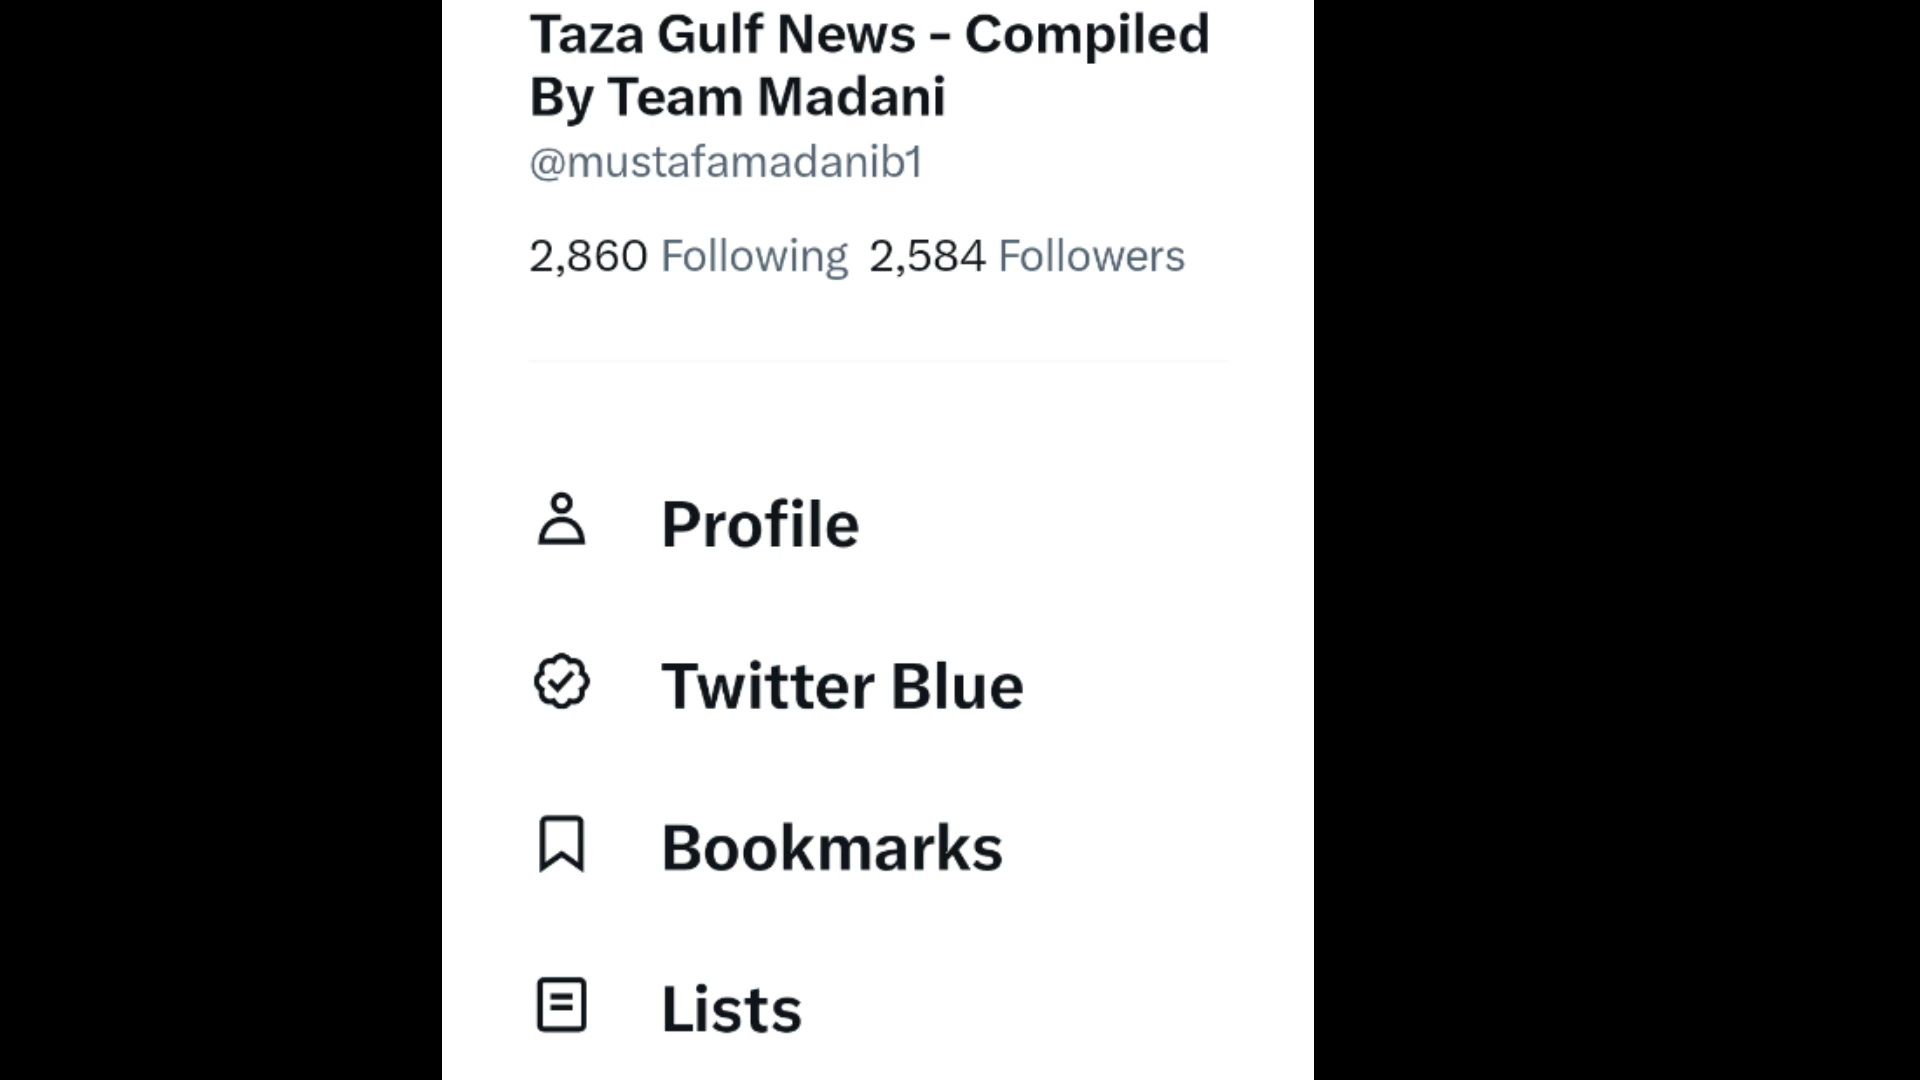 Taza Gulf News - Compiled
By Team Madani
@mustafamadanib1
2,860 Following 2,584 Followers
Profile
Twitter Blue
Bookmarks
Lists